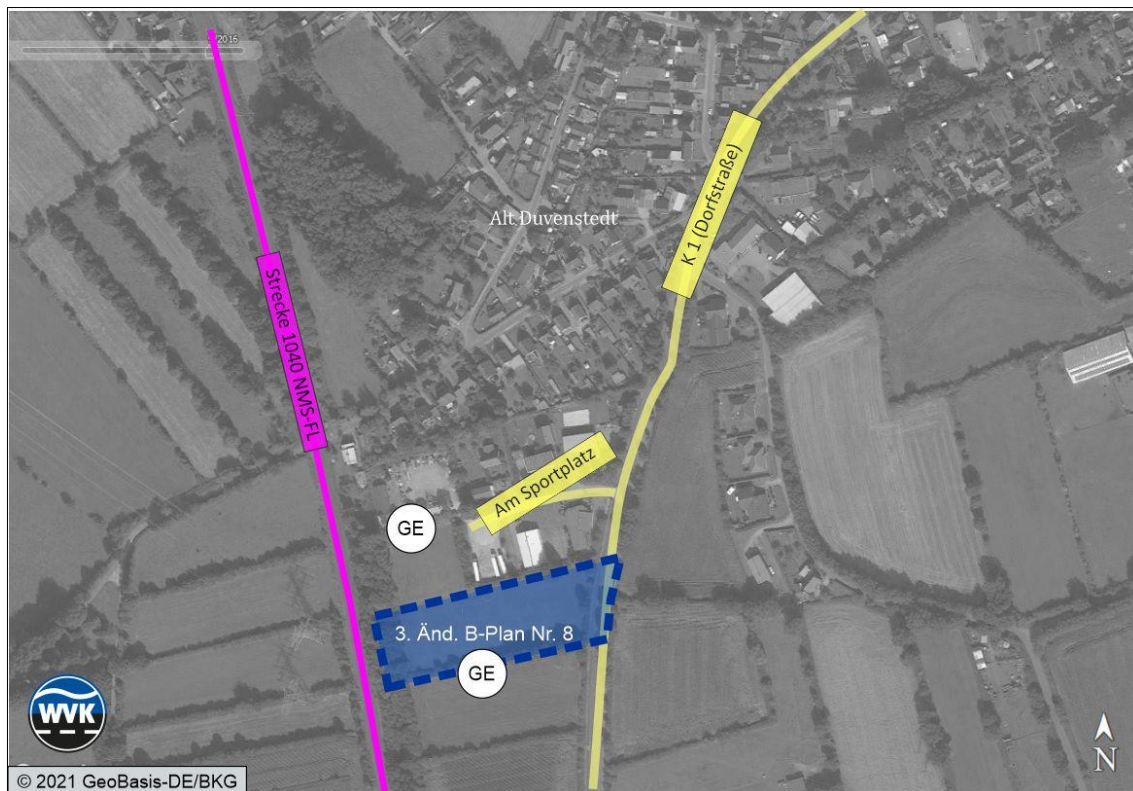 2016
K 1 (Dorfstraße)
Alt Duvenstedt
Strecke 1040 NMS-FL
Am Sportplatz
GE
3. Änd. B-Plan Nr. 8
GE
WVK
N
© 2021 GeoBasis-DE/BKG